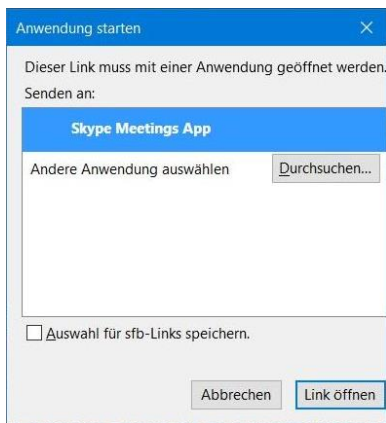 Anwendung starten
Dieser Link muss mit einer Anwendung geöffnet werden.
Senden an:
Skype Meetings App
Andere Anwendung auswählen
Durchsuchen...
Auswahl für sfb-Links speichern.
Abbrechen
Link öffnen